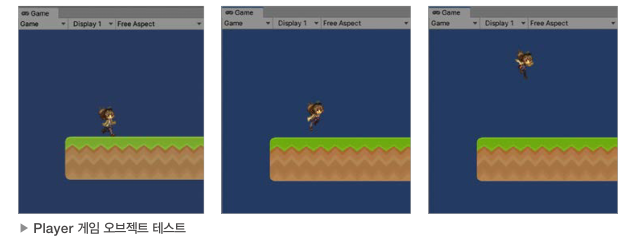 Game
Game Display 1 Free Aspect
Game
Game Display 1 Free Aspect
Game
Game Display 1 Free Aspect
▶ Player 게임 오브젝트 테스트